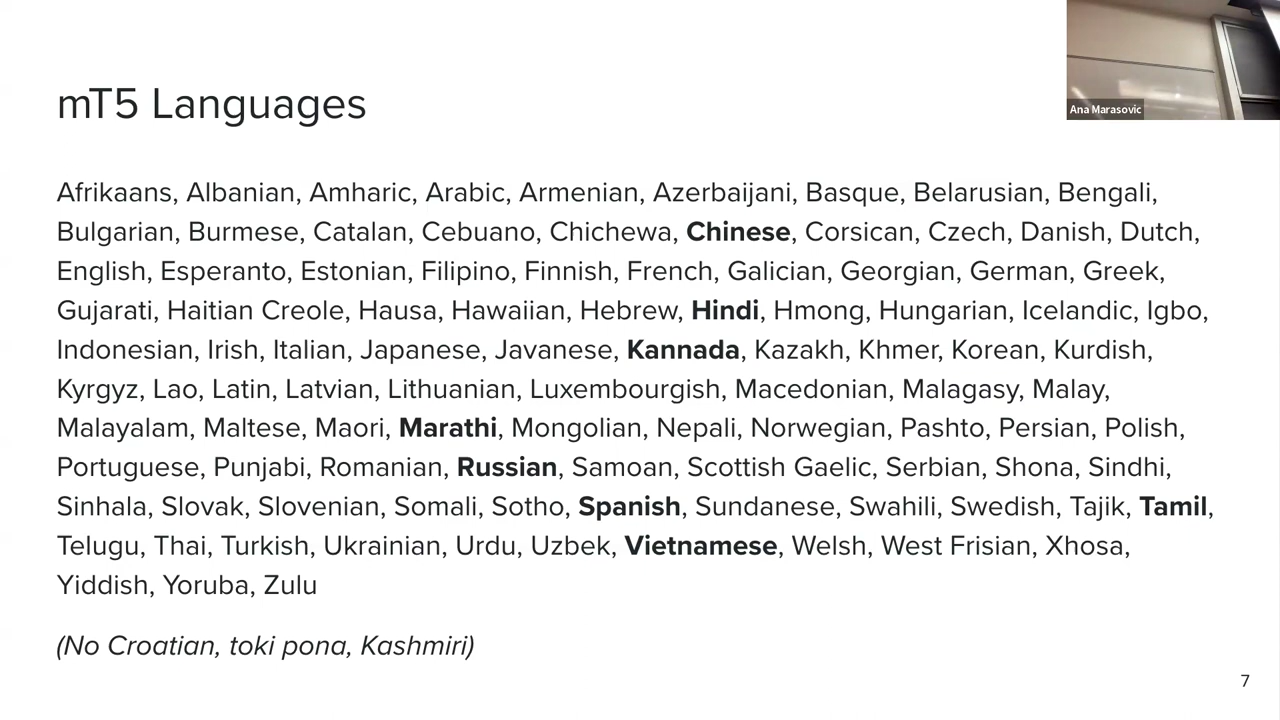 Ana Marasovic
mT5 Languages
Afrikaans, Albanian, Amharic, Arabic, Armenian, Azerbaijani, Basque, Belarusian, Bengali,
Bulgarian, Burmese, Catalan, Cebuano, Chichewa, Chinese, Corsican, Czech, Danish, Dutch,
English, Esperanto, Estonian, Filipino, Finnish, French, Galician, Georgian, German, Greek,
Gujarati, Haitian Creole, Hausa, Hawaiian, Hebrew, Hindi, Hmong, Hungarian, Icelandic, Igbo,
Indonesian, Irish, Italian, Japanese, Javanese, Kannada, Kazakh, Khmer, Korean, Kurdish,
Kyrgyz, Lao, Latin, Latvian, Lithuanian, Luxembourgish, Macedonian, Malagasy, Malay,
Malayalam, Maltese, Maori, Marathi, Mongolian, Nepali, Norwegian, Pashto, Persian, Polish,
Portuguese, Punjabi, Romanian, Russian, Samoan, Scottish Gaelic, Serbian, Shona, Sindhi,
Sinhala, Slovak, Slovenian, Somali, Sotho, Spanish, Sundanese, Swahili, Swedish, Tajik, Tamil,
Telugu, Thai, Turkish, Ukrainian, Urdu, Uzbek, Vietnamese, Welsh, West Frisian, Xhosa,
Yiddish, Yoruba, Zulu
(No Croatian, toki pona, Kashmiri)
7